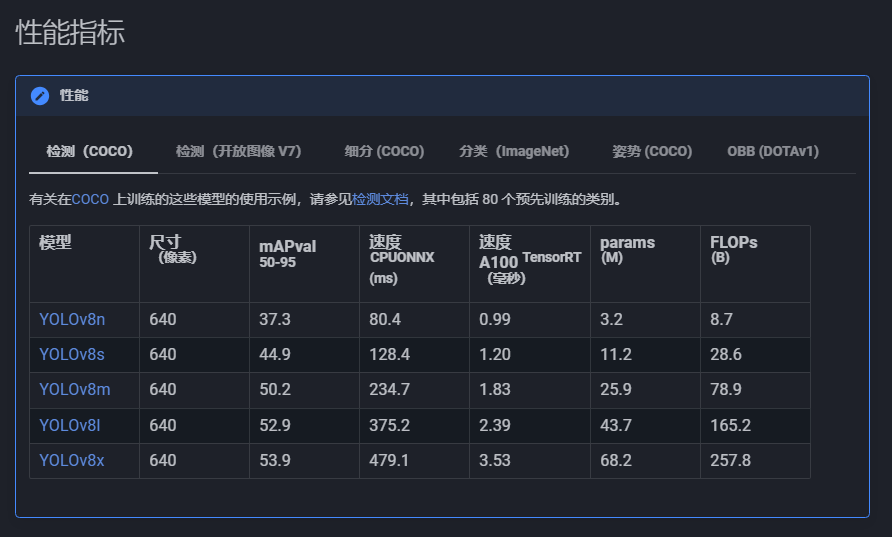 性能指标
性能
检测（COCO） 检测（开放图像 V7） 细分 (COCO) 分类（ImageNet） 姿势 (COCO) OBB (DOTAv1)
有关在COCO 上训练的这些模型的使用示例，请参见检测文档，其中包括 80 个预先训练的类别。
模型 尺寸（像素） mAPval 50-95 速度 CPUONNX (ms) 速度 A100 TensorRT（毫秒） params (M) FLOPs (B)
YOLOv8n 640 37.3 80.4 0.99 3.2 8.7
YOLOv8s 640 44.9 128.4 1.20 11.2 28.6
YOLOv8m 640 50.2 234.7 1.83 25.9 78.9
YOLOv8l 640 52.9 375.2 2.39 43.7 165.2
YOLOv8x 640 53.9 479.1 3.53 68.2 257.8